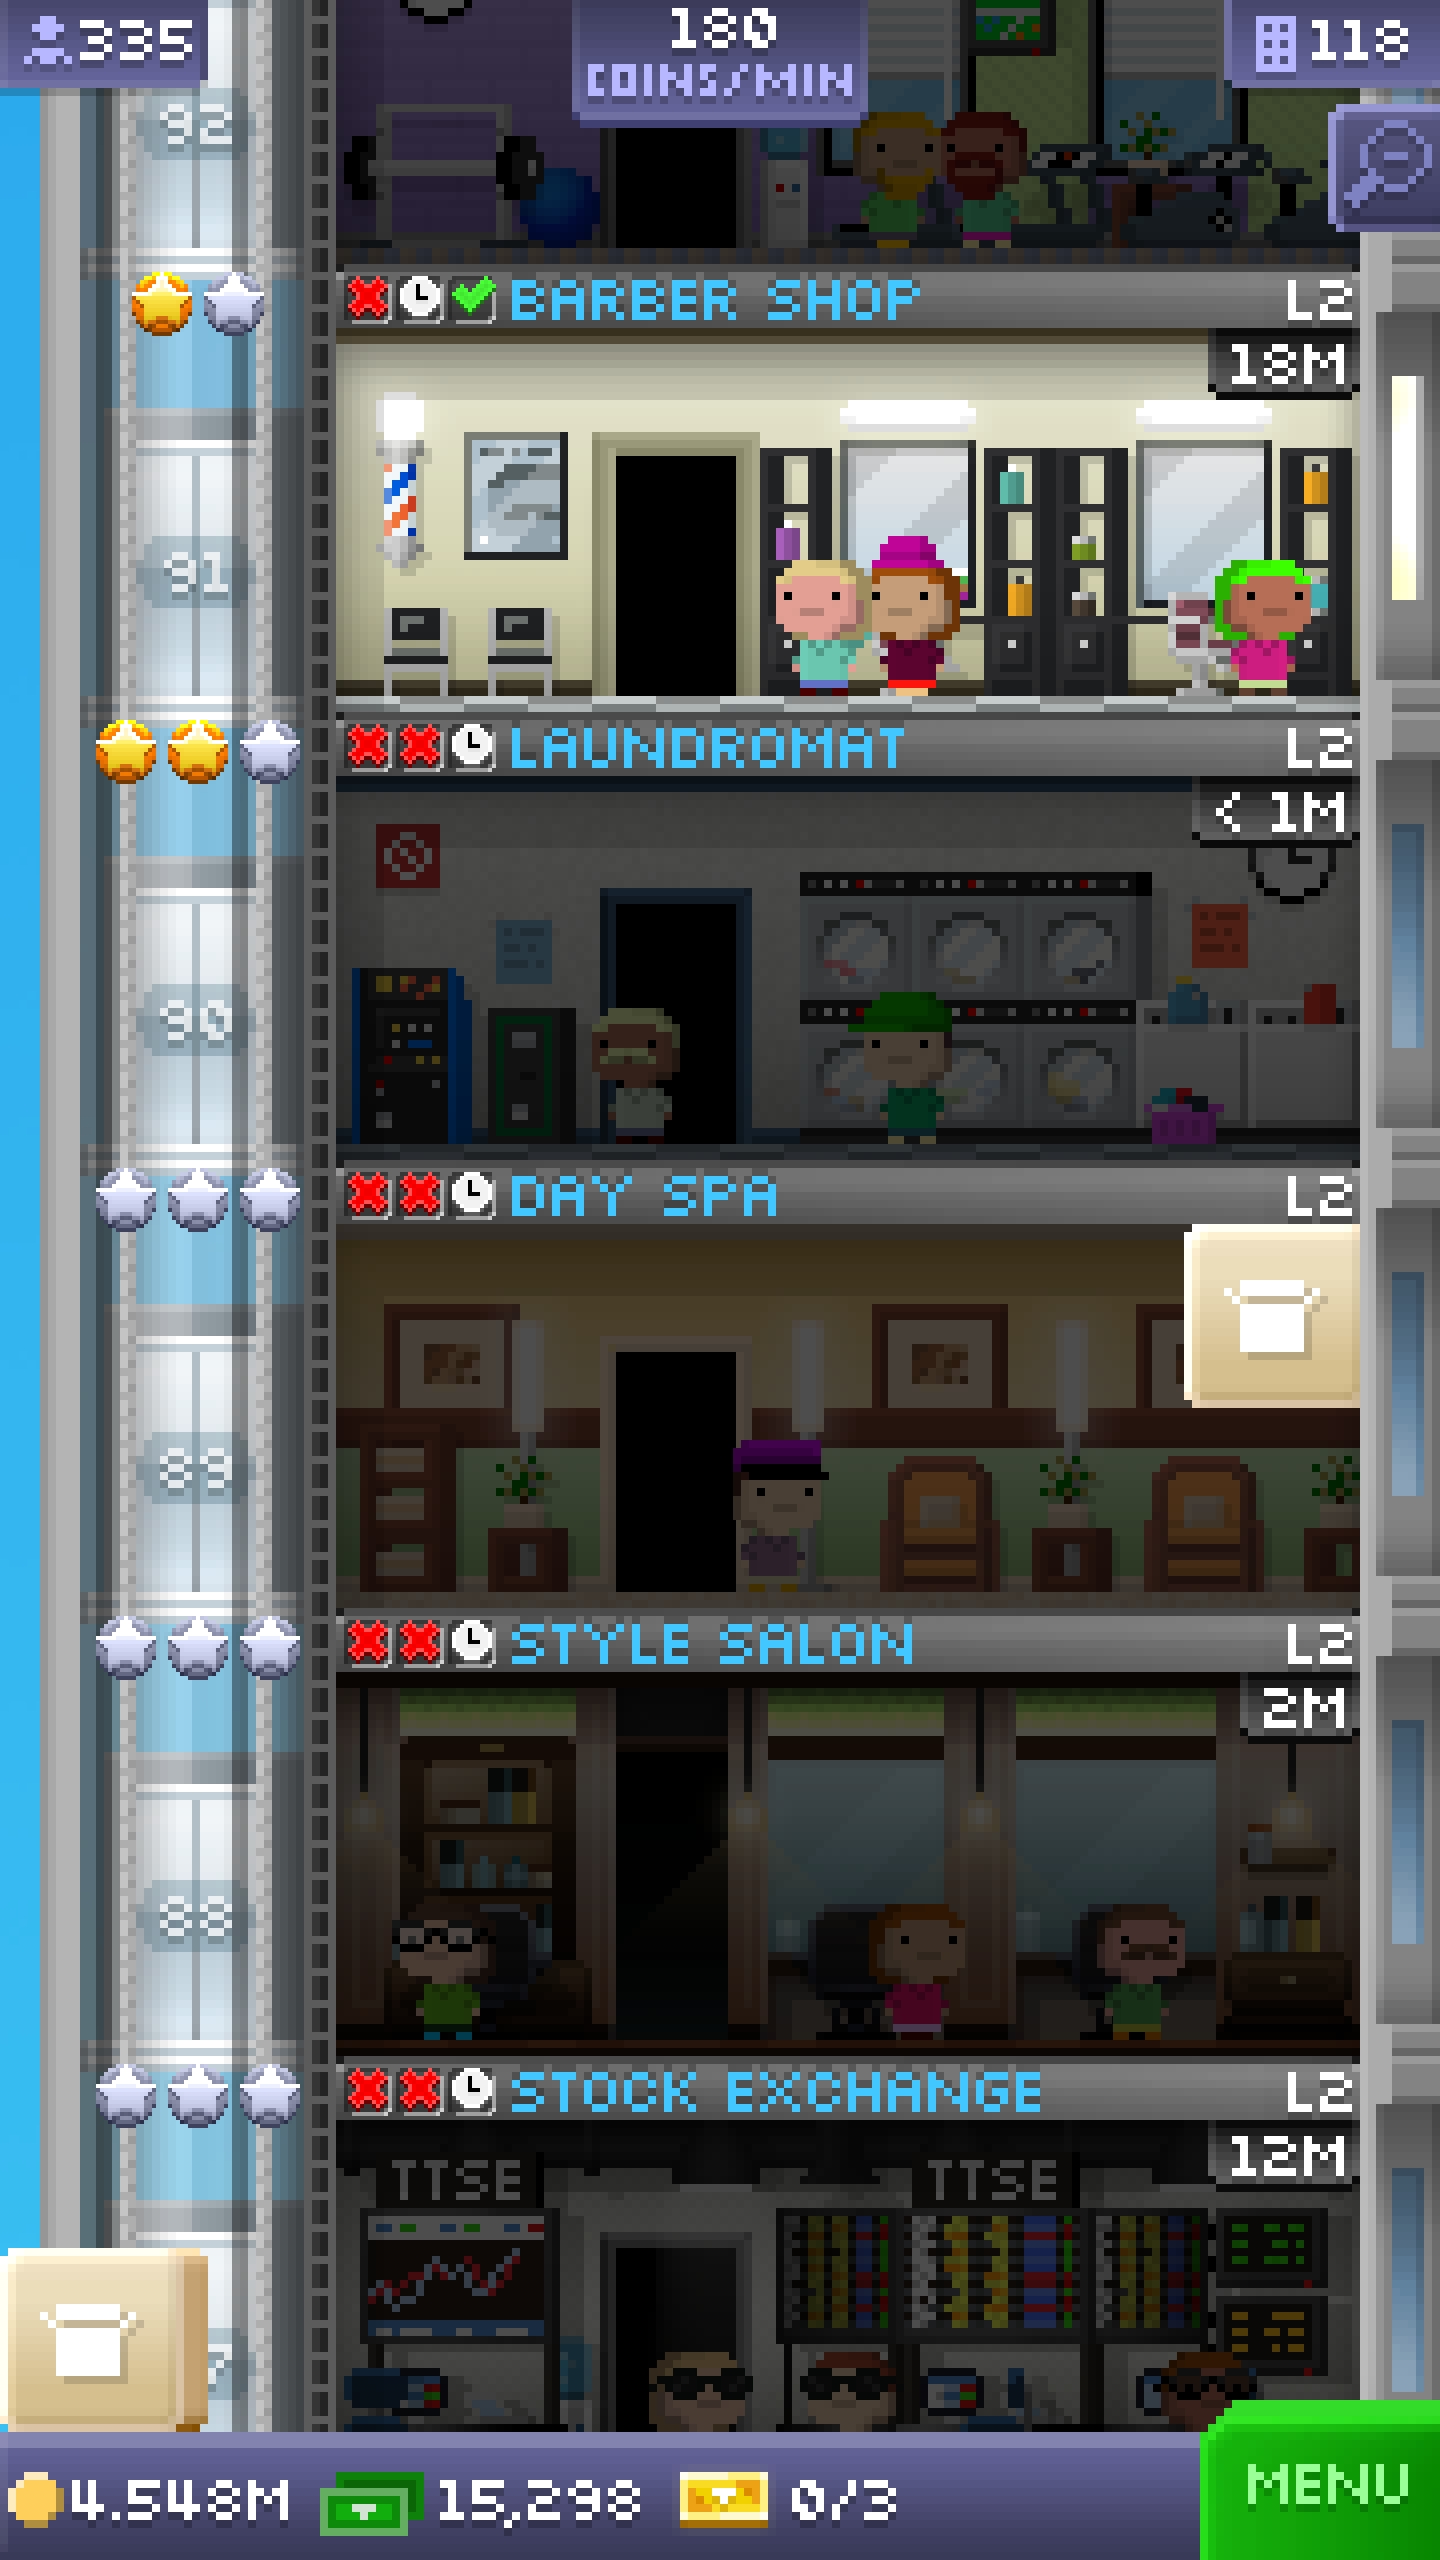 335
180
COINS/MIN
118
92
BARBER SHOP L2
18M
91
LAUNDROMAT L2
< 1M
90
DAY SPA L2
89
STYLE SALON L2
2M
88
STOCK EXCHANGE L2
12M
TTSE TTSE
4.548M 15,298 0/3
MENU